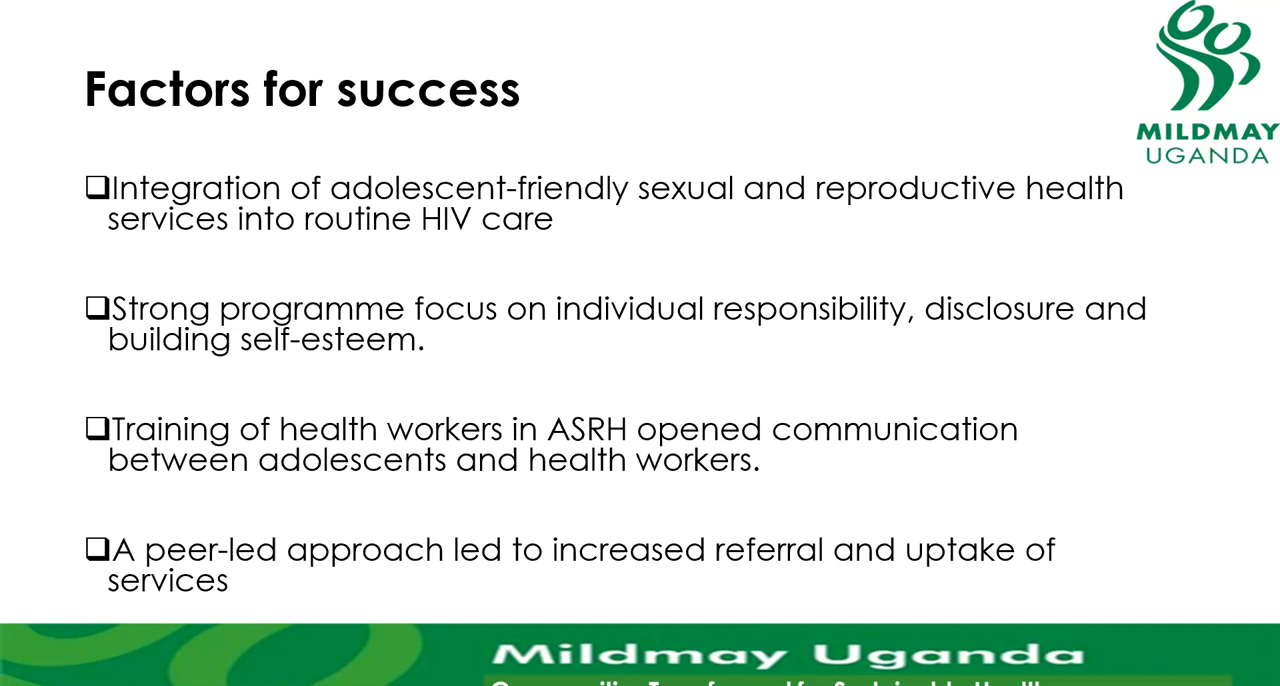 Factors for success
MILDMAY
UGANDA
❑Integration of adolescent-friendly sexual and reproductive health
services into routine HIV care
❑Strong programme focus on individual responsibility, disclosure and
building self-esteem.
❑Training of health workers in ASRH opened communication
between adolescents and health workers.
❑A peer-led approach led to increased referral and uptake of
services
Mildmay Uganda